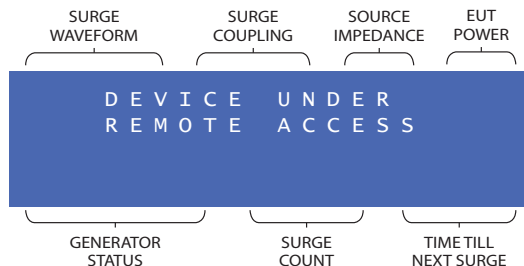 SURGE WAVEFORM
SURGE COUPLING
SOURCE IMPEDANCE
EUT POWER
DEVICE UNDER
REMOTE ACCESS
GENERATOR STATUS
SURGE COUNT
TIME TILL NEXT SURGE